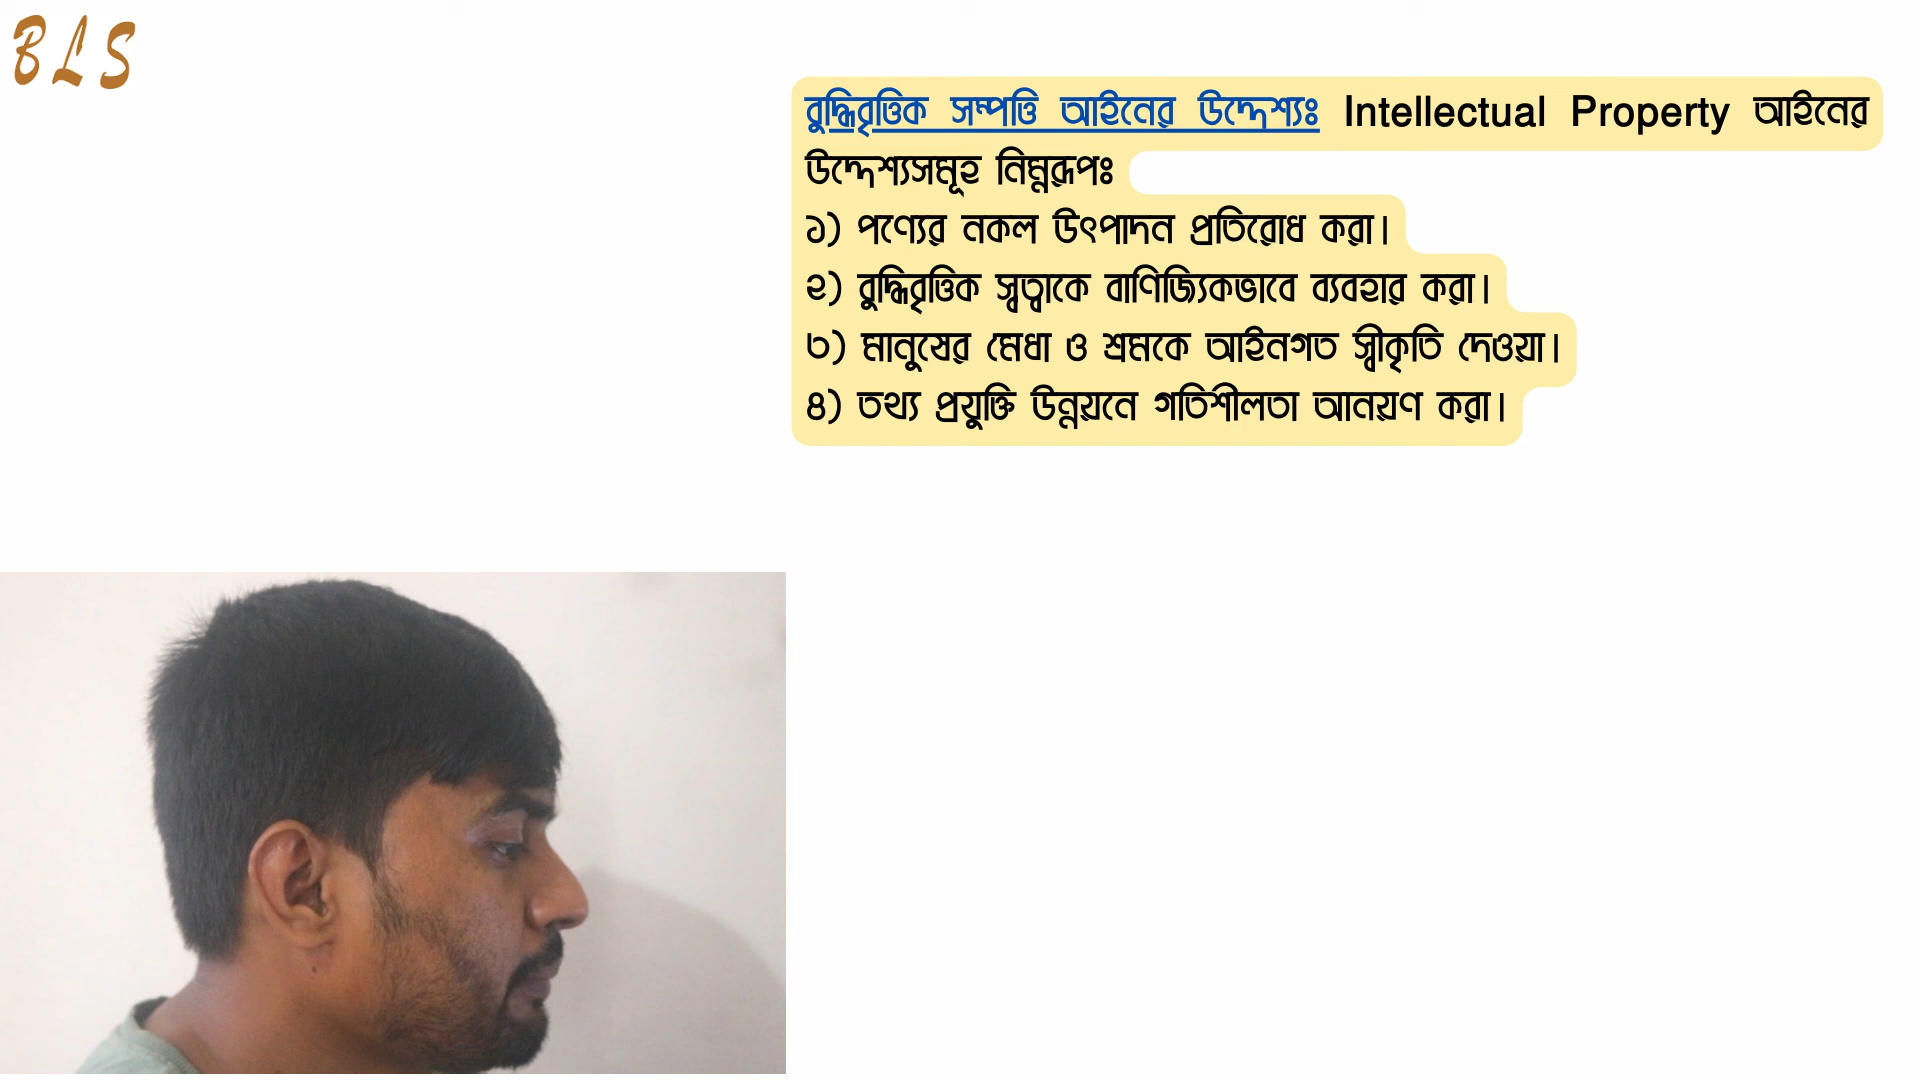 BLS
বুদ্ধিবৃত্তিক সম্পত্তি আইনের উদ্দেশ্যঃ Intellectual Property আইনের
উদ্দেশ্যসমূহ নিম্নরূপঃ
১) পণ্যের নকল উৎপাদন প্রতিরোধ করা।
২) বুদ্ধিবৃত্তিক স্বত্বাকে বাণিজ্যিকভাবে ব্যবহার করা।
৩) মানুষের মেধা ও শ্রমকে আইনগত স্বীকৃতি দেওয়া।
৪) তথ্য প্রযুক্তি উন্নয়নে গতিশীলতা আনয়ণ করা।